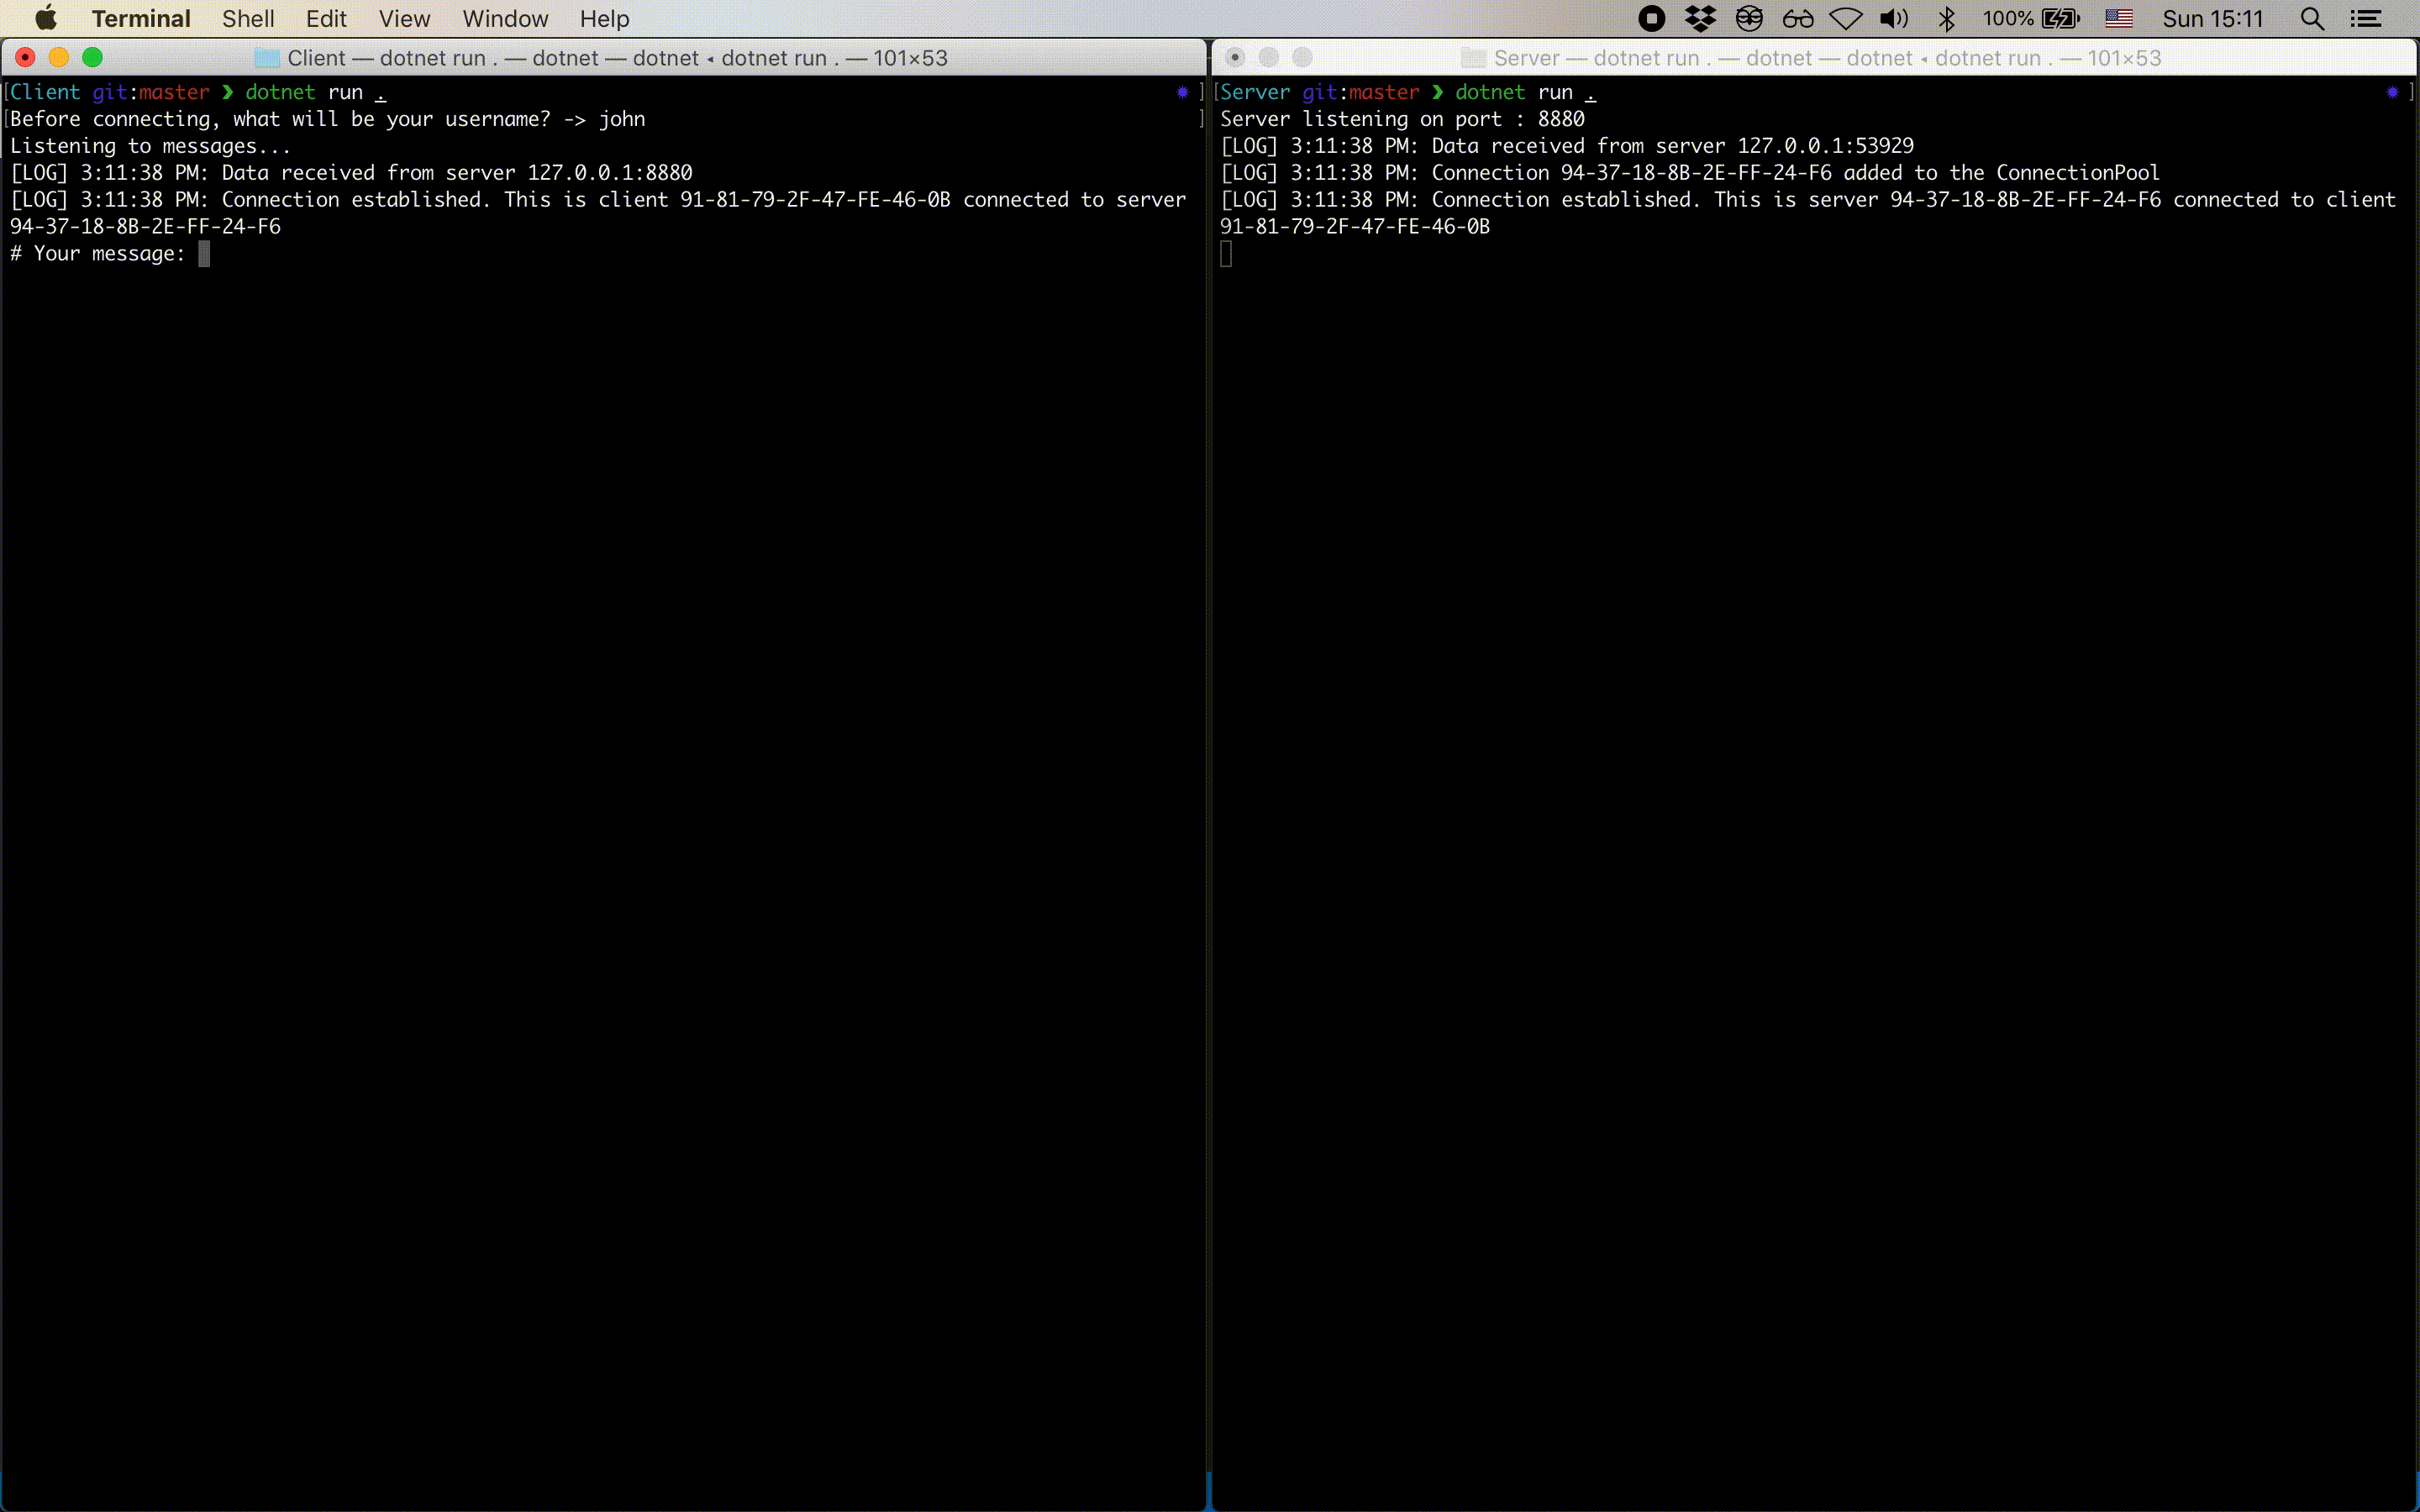 Terminal Shell Edit View Window Help 100% Sun 15:11
Client — dotnet run . — dotnet — dotnet ◂ dotnet run . — 101×53
[Client git:master ❯ dotnet run . ✹ ]
[Before connecting, what will be your username? -> john ]
Listening to messages...
[LOG] 3:11:38 PM: Data received from server 127.0.0.1:8880
[LOG] 3:11:38 PM: Connection established. This is client 91-81-79-2F-47-FE-46-0B connected to server
94-37-18-8B-2E-FF-24-F6
# Your message:
Server — dotnet run . — dotnet — dotnet ◂ dotnet run . — 101×53
[Server git:master ❯ dotnet run . ✹ ]
Server listening on port : 8880
[LOG] 3:11:38 PM: Data received from server 127.0.0.1:53929
[LOG] 3:11:38 PM: Connection 94-37-18-8B-2E-FF-24-F6 added to the ConnectionPool
[LOG] 3:11:38 PM: Connection established. This is server 94-37-18-8B-2E-FF-24-F6 connected to client
91-81-79-2F-47-FE-46-0B